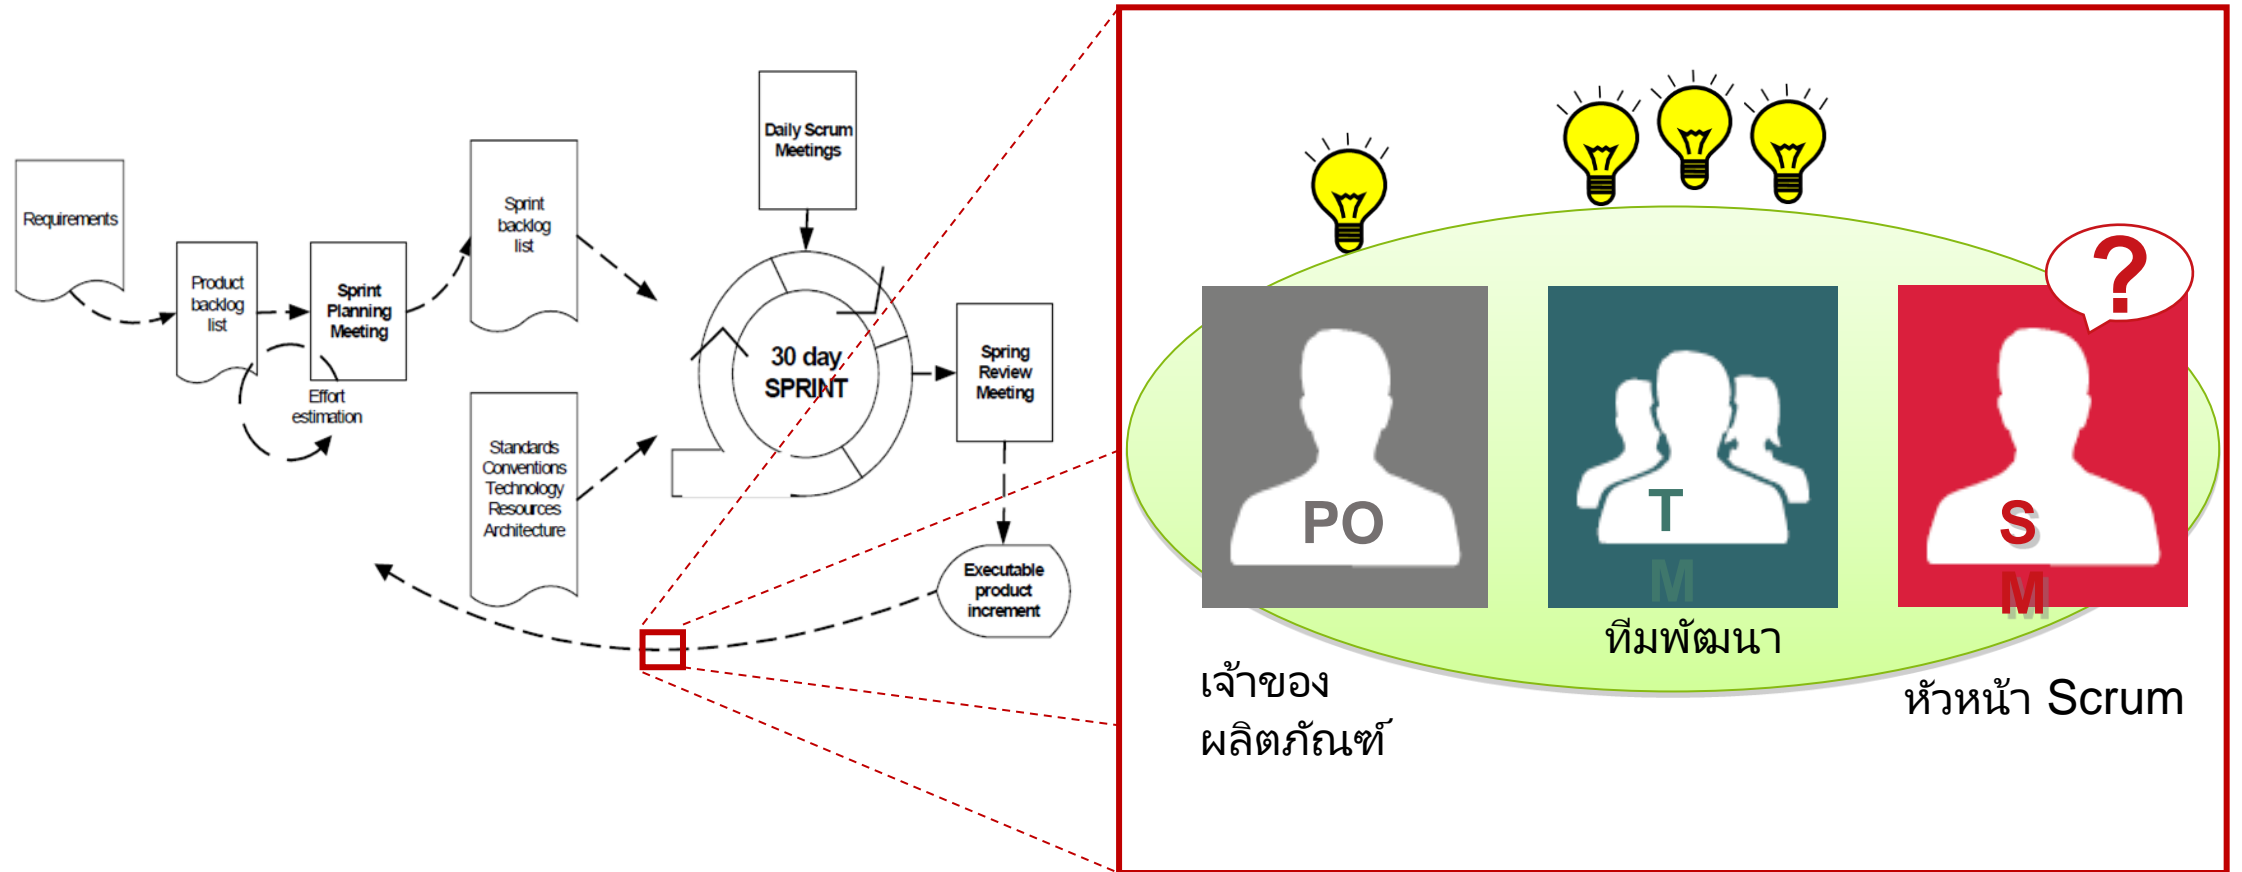 Requirements
Product
backlog
list
Sprint
Planning
Meeting
Effort
estimation
Sprint
backlog
list
Standards
Conventions
Technology
Resources
Architecture
Daily Scrum
Meetings
30 day
SPRINT
Spring
Review
Meeting
Executable
product
increment
?
PO
T
M
S
M
เจ้าของ
ผลิตภัณฑ์
ทีมพัฒนา
หัวหน้า Scrum